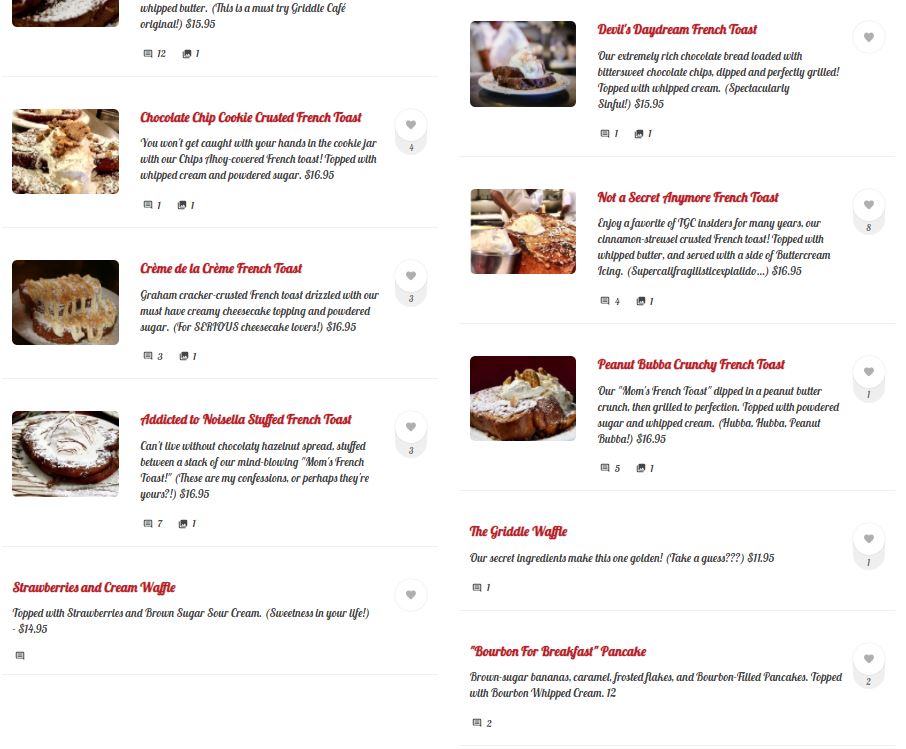 whipped butter. (This is a must try Griddle Café
original!) $15.95
12 1
Chocolate Chip Cookie Crusted French Toast
You won't get caught with your hands in the cookie jar
with our Chips Ahoy-covered French toast! Topped with
whipped cream and powdered sugar. $16.95
4
1 1
Crème de la Crème French Toast
Graham cracker-crusted French toast drizzled with our
must have creamy cheesecake topping and powdered
sugar. (For SERIOUS cheesecake lovers!) $16.95
3
3 1
Addicted to Noisella Stuffed French Toast
Can't live without chocolaty hazelnut spread, stuffed
between a stack of our mind-blowing "Mom's French
Toast!" (These are my confessions, or perhaps they're
yours?!) $16.95
3
7 1
Strawberries and Cream Waffle
Topped with Strawberries and Brown Sugar Sour Cream. (Sweetness in your life!)
- $14.95
Devil's Daydream French Toast
Our extremely rich chocolate bread loaded with
bittersweet chocolate chips, dipped and perfectly grilled!
Topped with whipped cream. (Spectacularly
Sinful!) $15.95
1 1
Not a Secret Anymore French Toast
Enjoy a favorite of TGC insiders for many years, our
cinnamon-streusel crusted French toast! Topped with
whipped butter, and served with a side of Buttercream
Icing. (Supercalifragilisticexpialido...) $16.95
8
4 1
Peanut Bubba Crunchy French Toast
Our "Mom's French Toast" dipped in a peanut butter
crunch, then grilled to perfection. Topped with powdered
sugar and whipped cream. (Hubba, Hubba, Peanut
Bubba!) $16.95
1
5 1
The Griddle Waffle
Our secret ingredients make this one golden! (Take a guess???) $11.95
1
1
"Bourbon For Breakfast" Pancake
Brown-sugar bananas, caramel, frosted flakes, and Bourbon-Filled Pancakes. Topped
with Bourbon Whipped Cream. 12
2
2